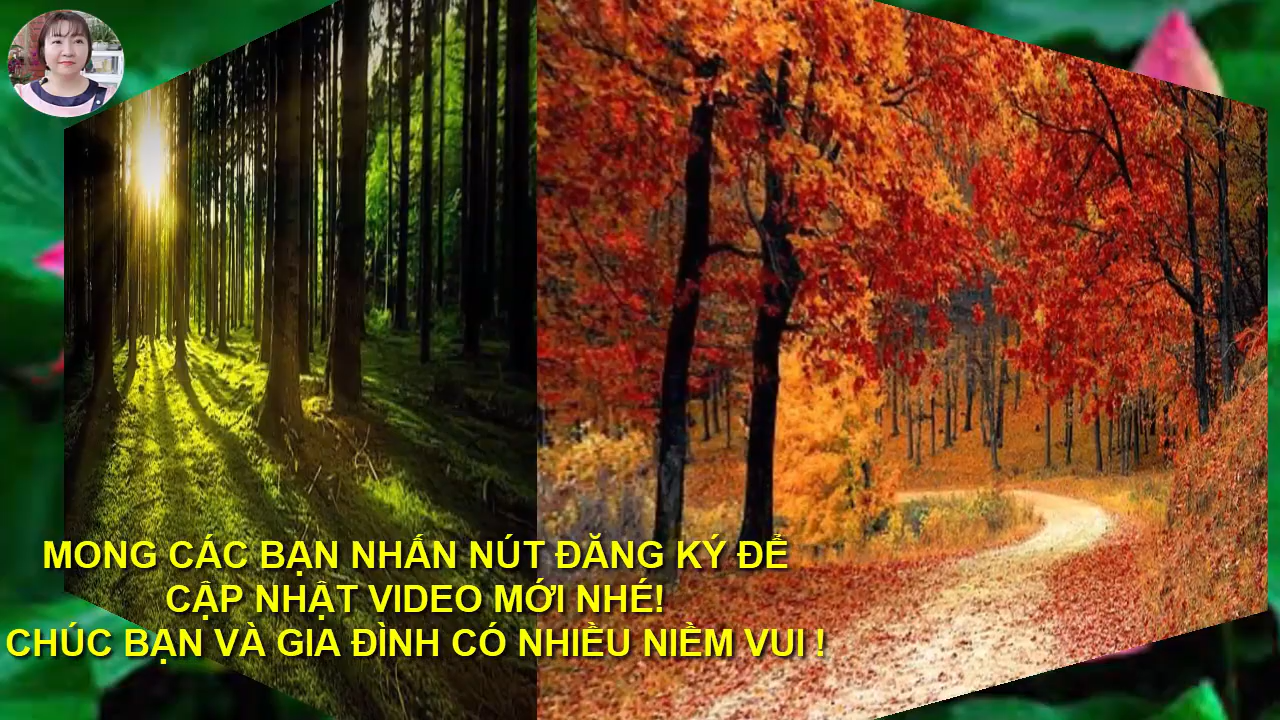 MONG CÁC BẠN NHẤN NÚT ĐĂNG KÝ ĐỂ
CẬP NHẬT VIDEO MỚI NHÉ!
CHÚC BẠN VÀ GIA ĐÌNH CÓ NHIỀU NIỀM VUI !